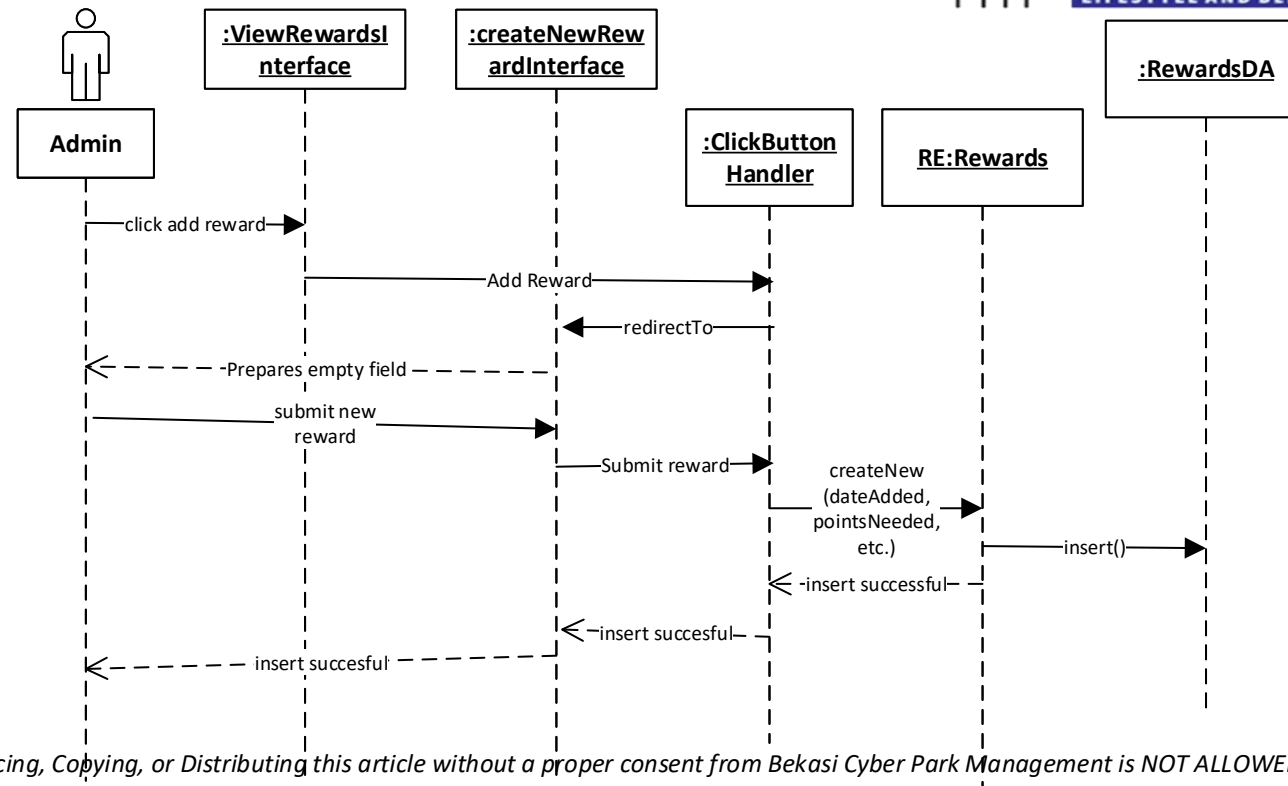 :ViewRewardsI
nterface
:createNewRew
ardInterface
:RewardsDA
Admin
:ClickButton
Handler
RE:Rewards
click add reward
Add Reward
redirectTo
Prepares empty field
submit new
reward
Submit reward
createNew
(dateAdded,
pointsNeeded,
etc.)
insert()
insert successful
insert succesful
insert succesful
Copying, or Distributing this article without a proper consent from Bekasi Cyber Park Management is NOT